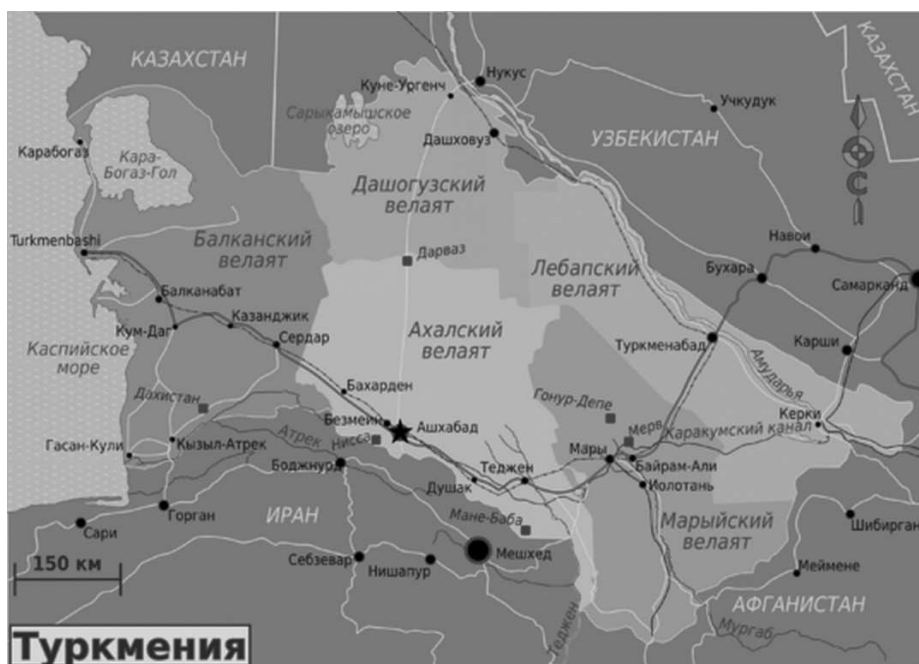 КАЗАХСТАН
КАЗАХСТАН
Нукус
Куне-Ургенч
Учкудук
Сарыкамышское
озеро
Дашховуз
УЗБЕКИСТАН
Карабогаз
Кара-
Богаз-Гол
Дашогузский
велаят
С
Turkmenbashi
Балканский
велаят
Дарваз
Лебапский
велаят
Навои
Бухара
Самарканд
Балканабат
Казанджик
Кум-Даг
Сердар
Ахалский
велаят
Туркменабад
Карши
Каспийское
море
Амударья
Бахарден
Дахистан
Гонур-Депе
Безмеин
Ашхабад
Нисса
Мерв
Керки
Каракумский канал
Гасан-Кули
Кызыл-Атрек
Атрек
Боджнурд
Теджен
Мары
Байрам-Али
Душак
Иолотань
Горган
Сари
ИРАН
Мане-Баба
Марыйский
велаят
Шибирган
150 км
Себзевар
Нишапур
Мешхед
Меймене
АФГАНИСТАН
Теджен
Мургаб
Туркмения